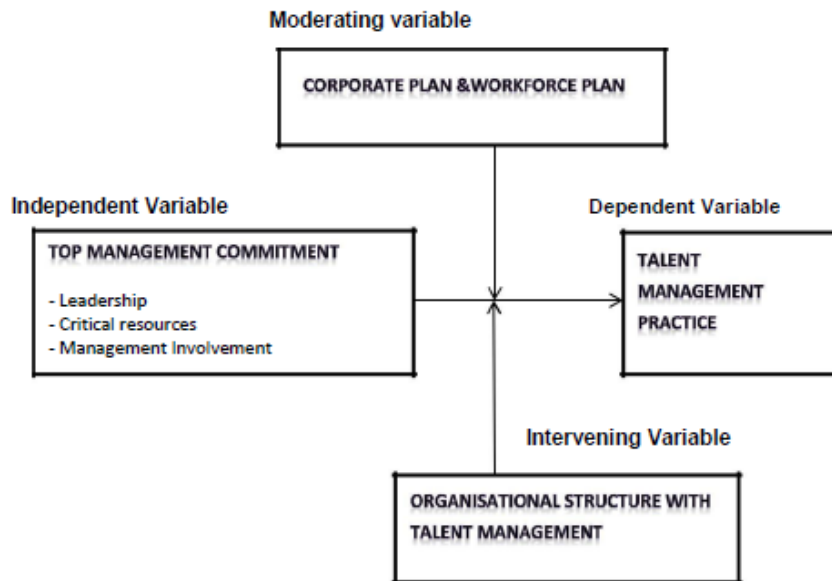 Moderating variable
CORPORATE PLAN &WORKFORCE PLAN
Independent Variable
TOP MANAGEMENT COMMITMENT
- Leadership
- Critical resources
- Management Involvement
Dependent Variable
TALENT
MANAGEMENT
PRACTICE
Intervening Variable
ORGANISATIONAL STRUCTURE WITH
TALENT MANAGEMENT